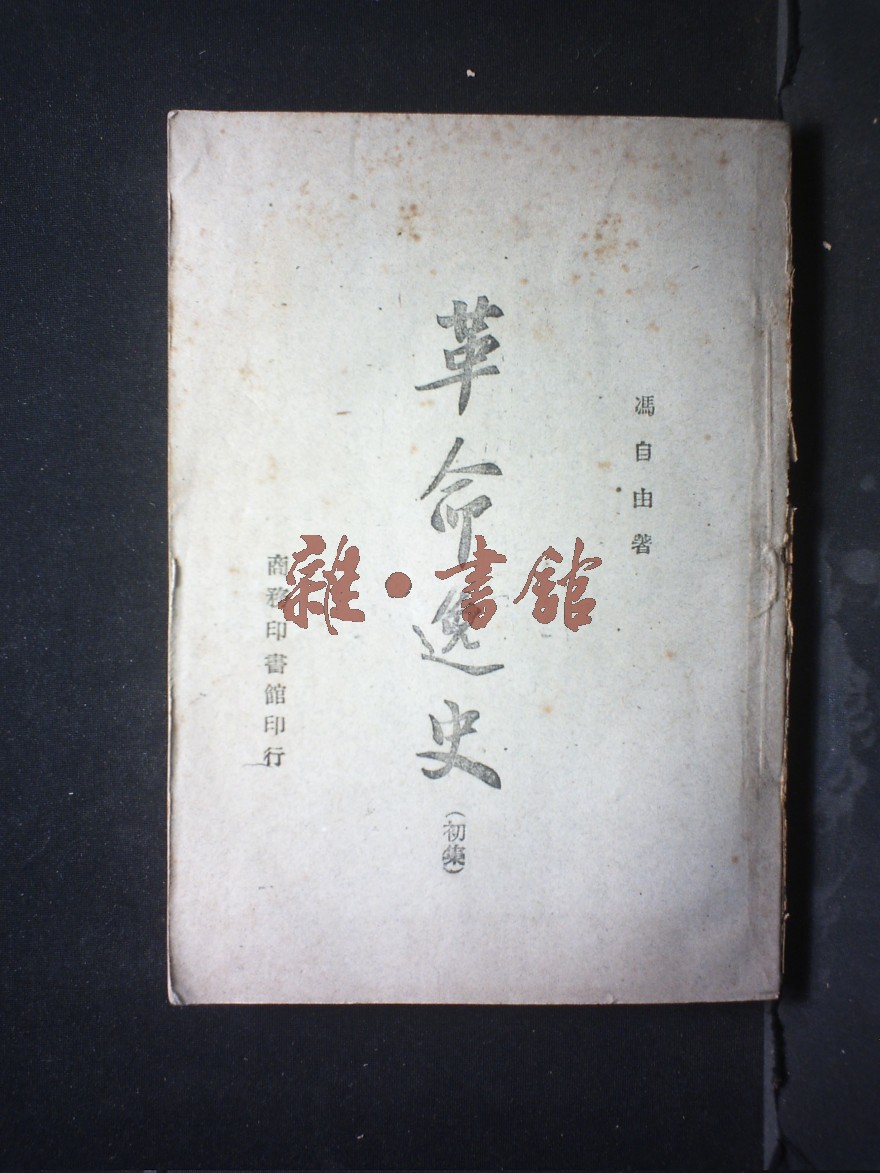 馮自由著
革命逸史
(初集)
商務印書館印行
雜·書館